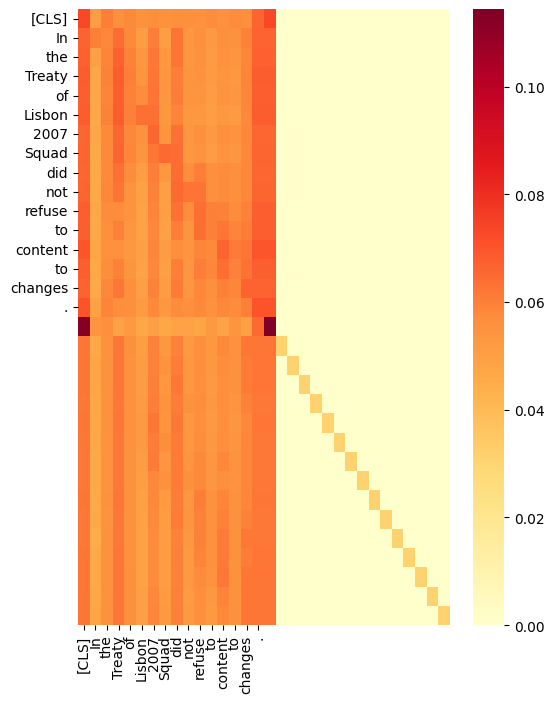 [CLS]
In
the
Treaty
of
Lisbon
2007
Squad
did
not
refuse
to
content
to
changes
.
0.10
0.08
0.06
0.04
0.02
0.00
[CLS]
In
the
Treaty
of
Lisbon
2007
Squad
did
not
refuse
to
content
to
changes
.